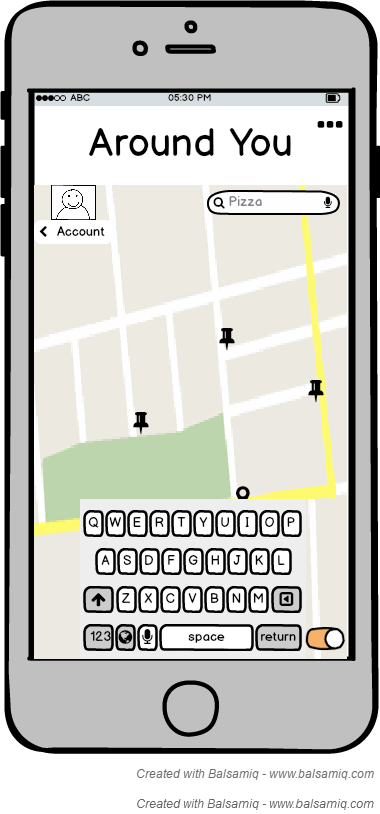 ABC 05:30 PM
Around You
Pizza
Account
Q W E R T Y U I O P
A S D F G H J K L
Z X C V B N M
123 space return
Created with Balsamiq - www.balsamiq.com
Created with Balsamiq - www.balsamiq.com